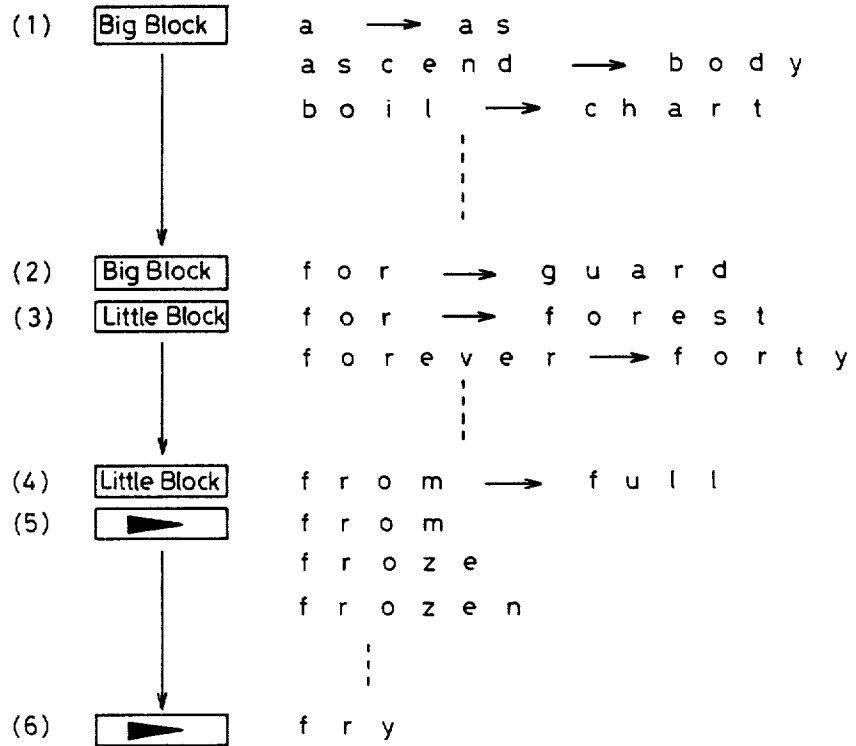 (1) Big Block a → as
ascend → body
boil → chart
(2) Big Block for → guard
(3) Little Block for → forest
forever → forty
(4) Little Block from → full
(5) from
froze
frozen
(6) fry